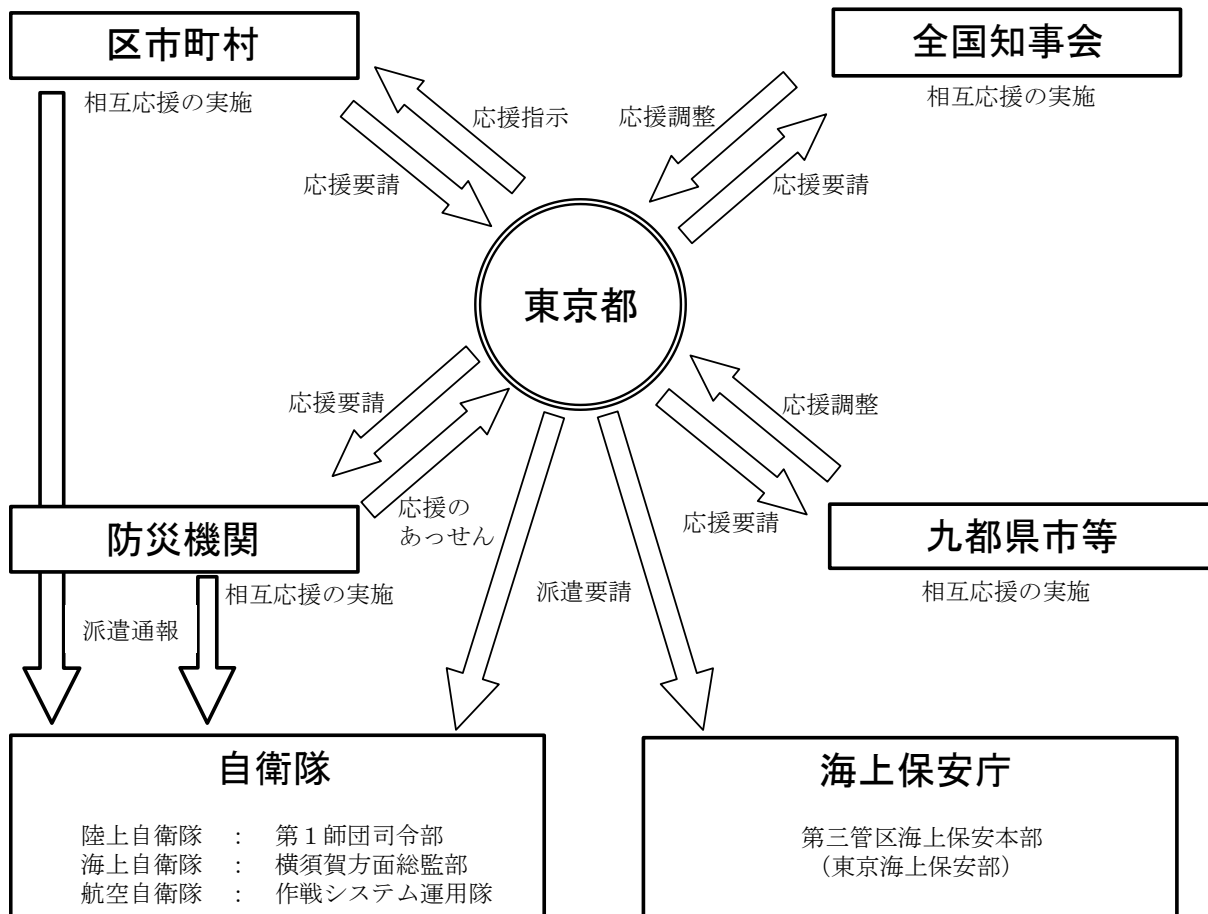 区市町村
全国知事会
相互応援の実施
相互応援の実施
応援指示
応援調整
応援要請
応援要請
東京都
応援要請
応援調整
応援の
あっせん
応援要請
防災機関
九都県市等
相互応援の実施
派遣要請
相互応援の実施
派遣通報
自衛隊
陸上自衛隊 : 第1師団司令部
海上自衛隊 : 横須賀方面総監部
航空自衛隊 : 作戦システム運用隊
海上保安庁
第三管区海上保安本部
(東京海上保安部)